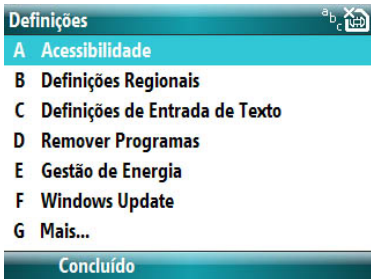 Definições abc
A Acessibilidade
B Definições Regionais
C Definições de Entrada de Texto
D Remover Programas
E Gestão de Energia
F Windows Update
G Mais...
Concluído